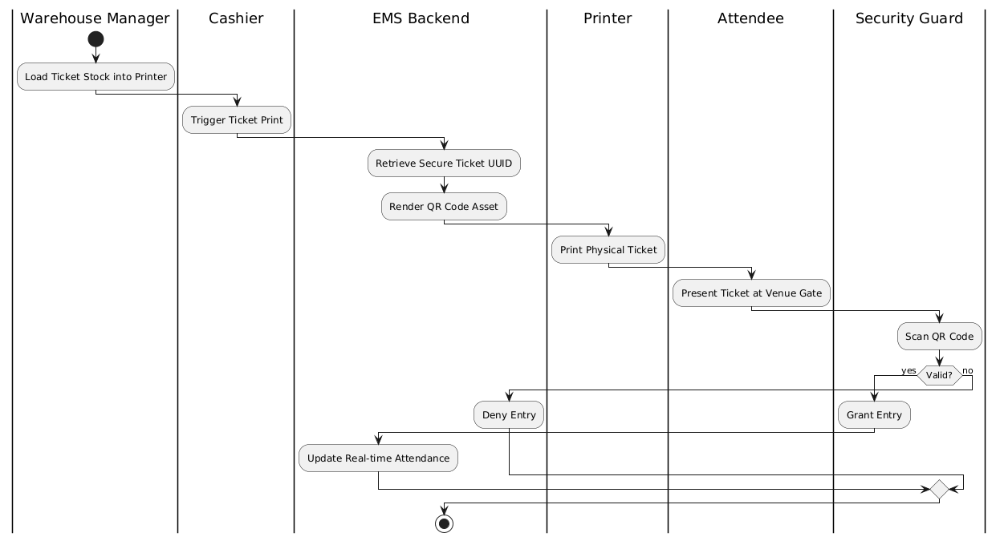 Warehouse Manager
Cashier
EMS Backend
Printer
Attendee
Security Guard
Load Ticket Stock into Printer
Trigger Ticket Print
Retrieve Secure Ticket UUID
Render QR Code Asset
Print Physical Ticket
Present Ticket at Venue Gate
Scan QR Code
yes
Valid?
no
Deny Entry
Grant Entry
Update Real-time Attendance